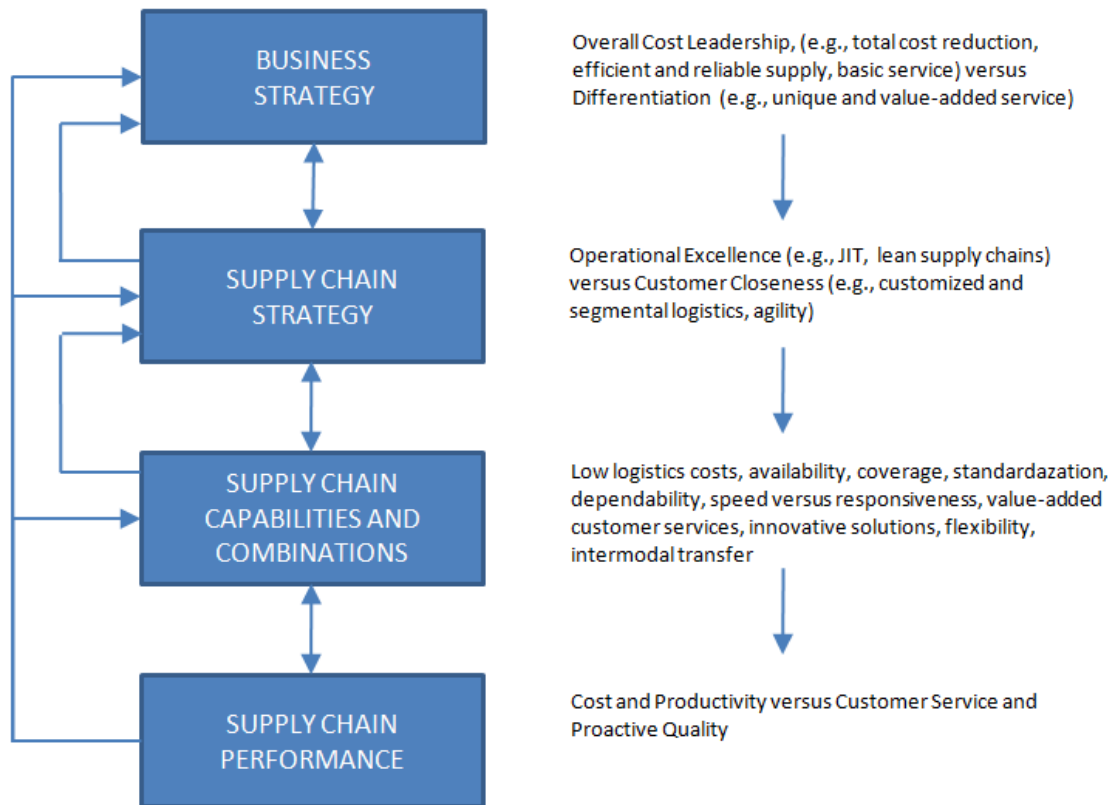 BUSINESS
STRATEGY
Overall Cost Leadership, (e.g., total cost reduction,
efficient and reliable supply, basic service) versus
Differentiation (e.g., unique and value-added service)
SUPPLY CHAIN
STRATEGY
Operational Excellence (e.g., JIT, lean supply chains)
versus Customer Closeness (e.g., customized and
segmental logistics, agility)
SUPPLY CHAIN
CAPABILITIES AND
COMBINATIONS
Low logistics costs, availability, coverage, standardazation,
dependability, speed versus responsiveness, value-added
customer services, innovative solutions, flexibility,
intermodal transfer
SUPPLY CHAIN
PERFORMANCE
Cost and Productivity versus Customer Service and
Proactive Quality